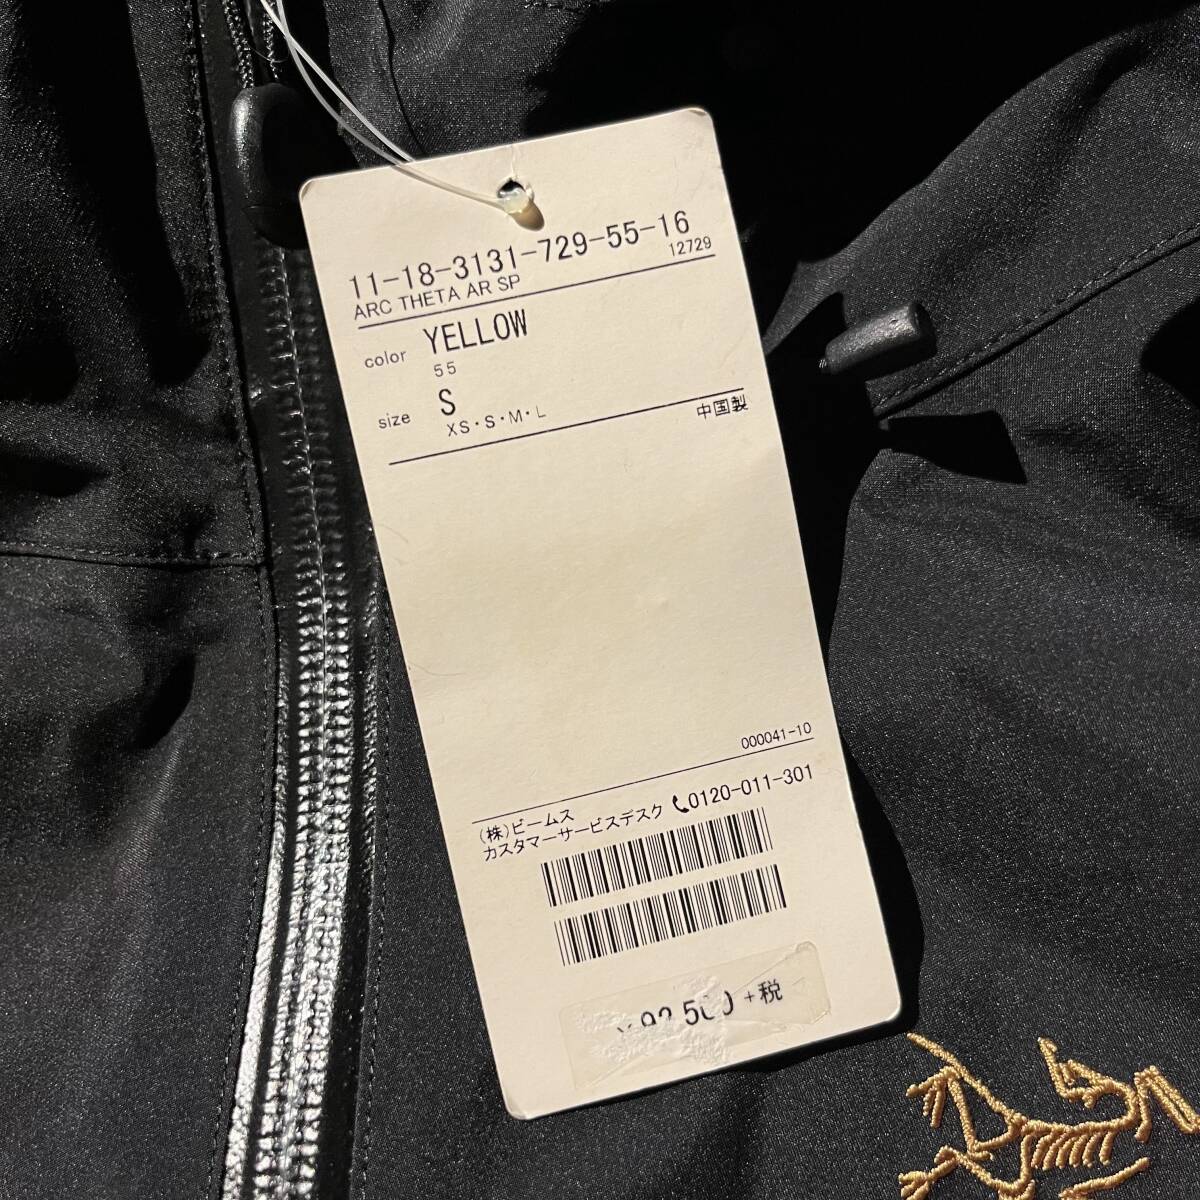 11-18-3131-729-55-16
ARC THETA AR SP 12729
color YELLOW
55
size S
XS・S・M・L 中国製
000041-10
(株)ビームス
カスタマーサービスデスク 0120-011-301
+税